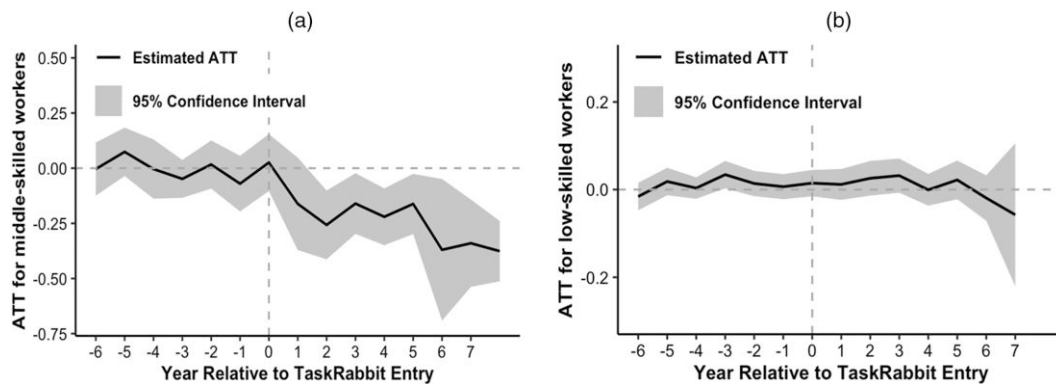 (a)
Estimated ATT
95% Confidence Interval
ATT for middle-skilled workers
0.50
0.25
0.00
-0.25
-0.50
-0.75
-6 -5 -4 -3 -2 -1 0 1 2 3 4 5 6 7
Year Relative to TaskRabbit Entry
(b)
Estimated ATT
95% Confidence Interval
ATT for low-skilled workers
0.2
0.0
-0.2
-6 -5 -4 -3 -2 -1 0 1 2 3 4 5 6 7
Year Relative to TaskRabbit Entry